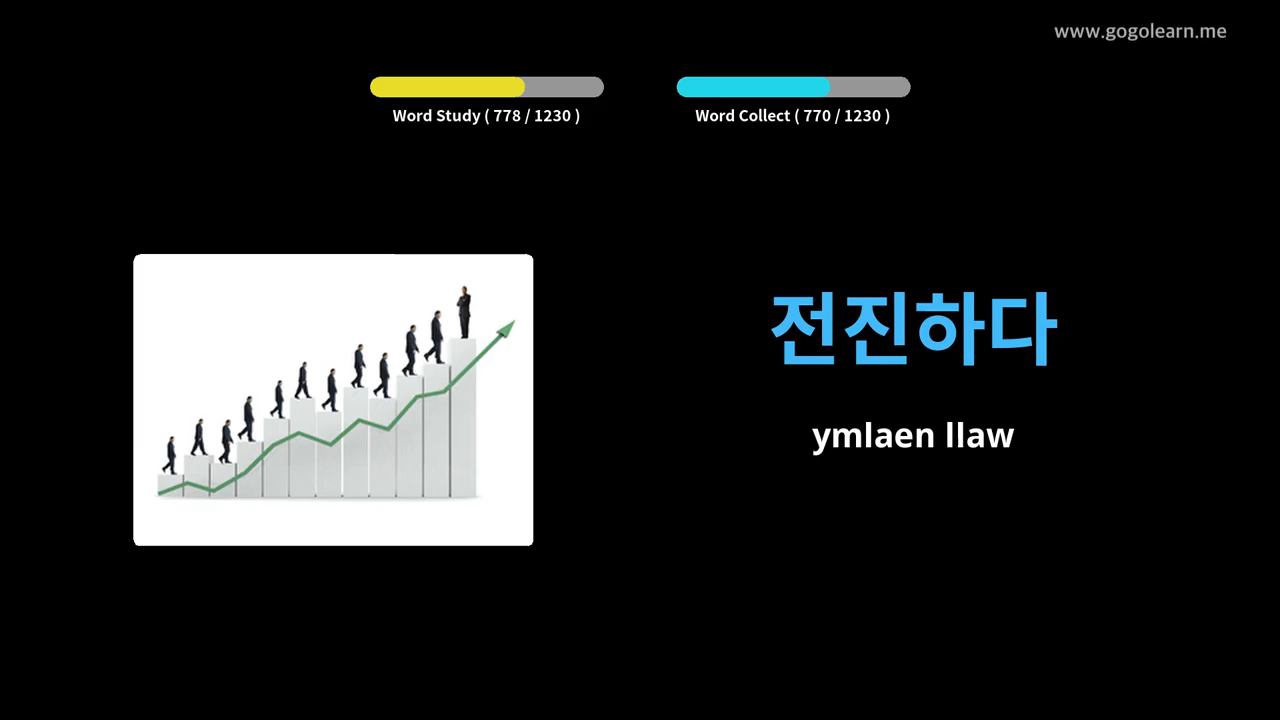 www.gogolearn.me
Word Study ( 778 / 1230 )
Word Collect ( 770 / 1230 )
전진하다
ymlaen llaw